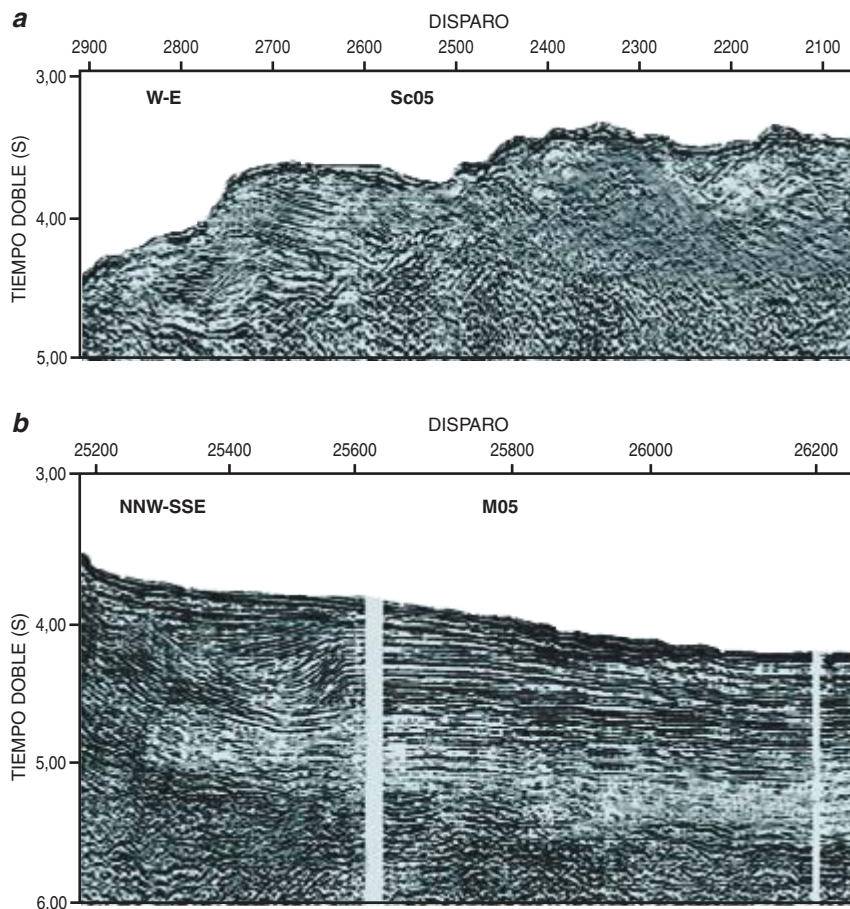 a
DISPARO
2900 2800 2700 2600 2500 2400 2300 2200 2100
3,00
W-E Sc05
4,00
TIEMPO DOBLE (S)
5,00
b
DISPARO
25200 25400 25600 25800 26000 26200
3,00
NNW-SSE M05
4,00
TIEMPO DOBLE (S)
5,00
6.00